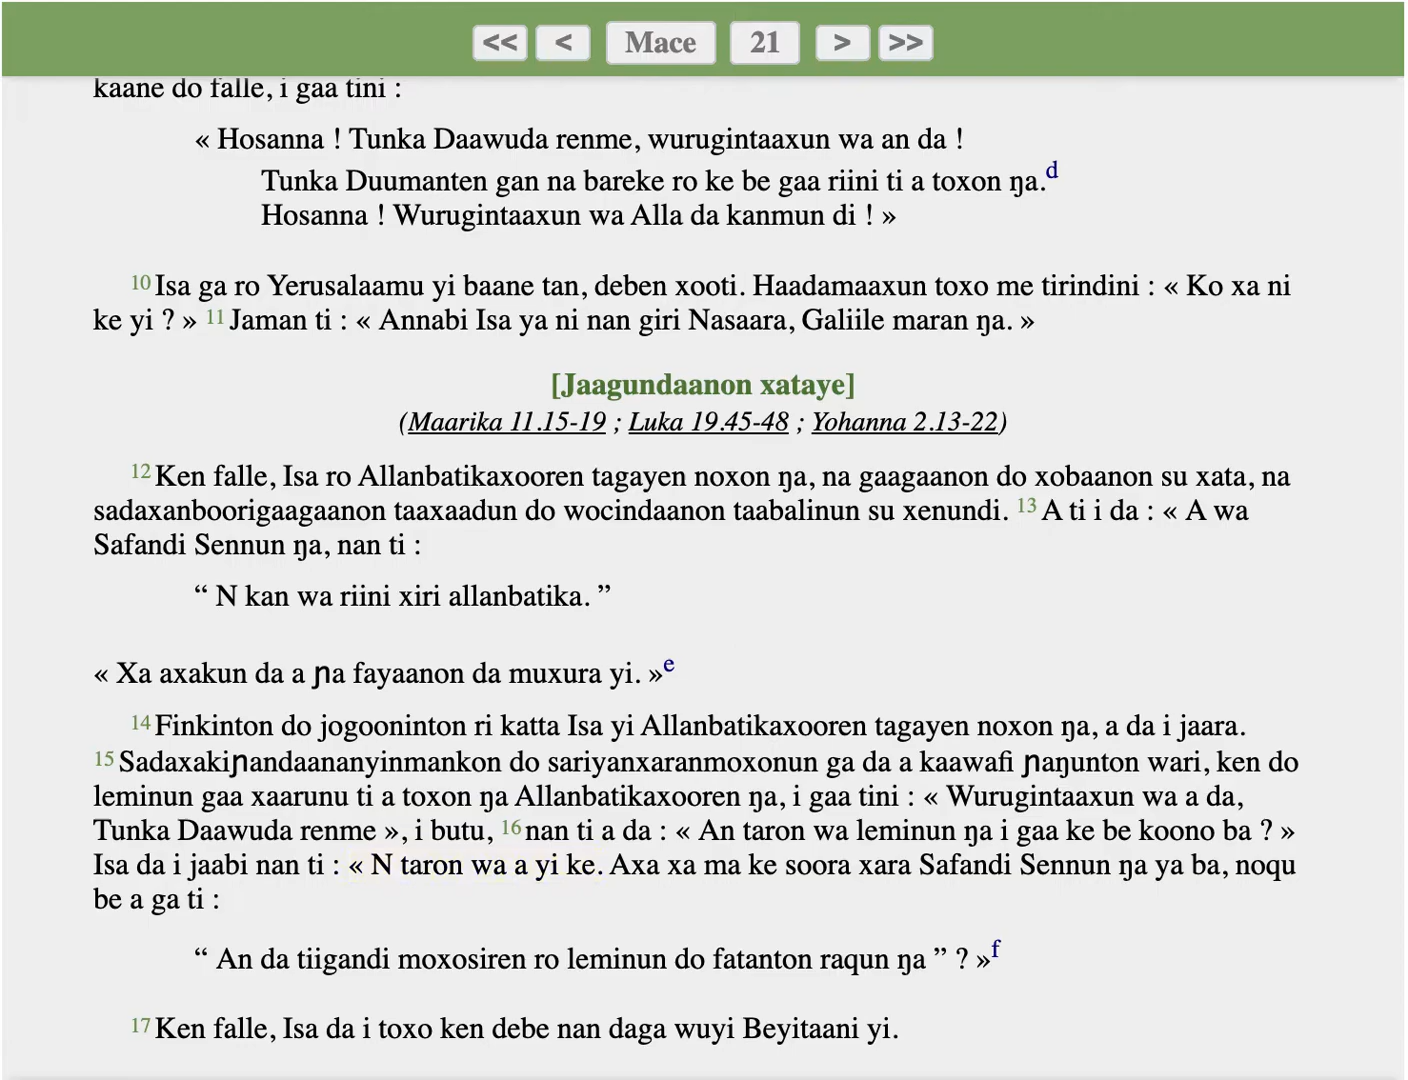 << < Mace 21 > >>
kaane do falle, i gaa tini :
« Hosanna ! Tunka Daawuda renme, wurugintaaxun wa an da !
Tunka Duumanten gan na bareke ro ke be gaa riini ti a toxon ŋa.d
Hosanna ! Wurugintaaxun wa Alla da kanmun di ! »
10 Isa ga ro Yerusalaamu yi baane tan, deben xooti. Haadamaaxun toxo me tirindini : « Ko xa ni
ke yi ? » 11 Jaman ti : « Annabi Isa ya ni nan giri Nasaara, Galiile maran ŋa. »
[Jaagundaanon xataye]
(Maarika 11.15-19 ; Luka 19.45-48 ; Yohanna 2.13-22)
12 Ken falle, Isa ro Allanbatikaxooren tagayen noxon ŋa, na gaagaanon do xobaanon su xata, na
sadaxanboorigaagaanon taaxaadun do wocindaanon taabalinun su xenundi. 13 A ti i da : « A wa
Safandi Sennun ŋa, nan ti :
“ N kan wa riini xiri allanbatika. ”
« Xa axakun da a ɲa fayaanon da muxura yi. »e
14 Finkinton do jogooninton ri katta Isa yi Allanbatikaxooren tagayen noxon ŋa, a da i jaara.
15 Sadaxakiɲandaananyinmankon do sariyanxaranmoxonun ga da a kaawafi ɲaŋunton wari, ken do
leminun gaa xaarunu ti a toxon ŋa Allanbatikaxooren ŋa, i gaa tini : « Wurugintaaxun wa a da,
Tunka Daawuda renme », i butu, 16 nan ti a da : « An taron wa leminun ŋa i gaa ke be koono ba ? »
Isa da i jaabi nan ti : « N taron wa a yi ke. Axa xa ma ke soora xara Safandi Sennun ŋa ya ba, noqu
be a ga ti :
“ An da tiigandi moxosiren ro leminun do fatanton raqun ŋa ” ? »f
17 Ken falle, Isa da i toxo ken debe nan daga wuyi Beyitaani yi.